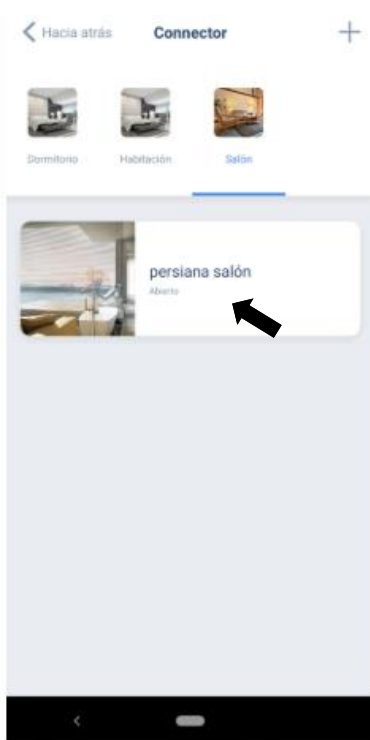 Hacia atrás
Connector
Dormitorio
Habitación
Salón
persiana salón
Abierto